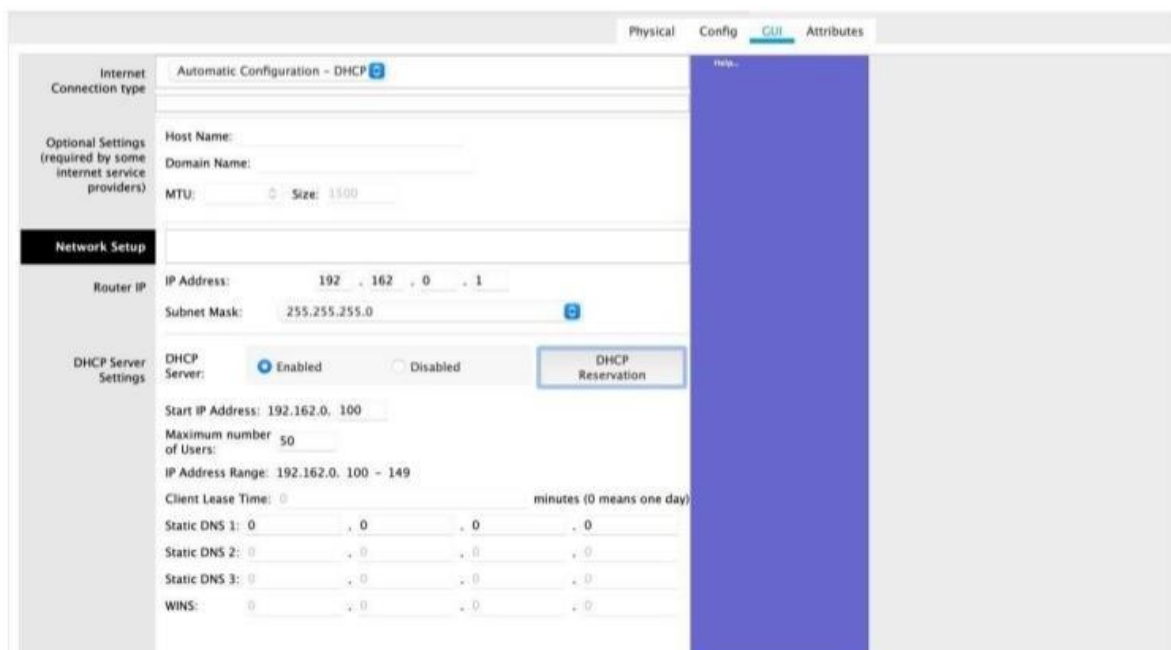 Physical Config GUI Attributes
Help...
Internet Connection type
Automatic Configuration - DHCP
Optional Settings (required by some internet service providers)
Host Name:
Domain Name:
MTU: Size: 1500
Network Setup
Router IP
IP Address: 192 . 162 . 0 . 1
Subnet Mask: 255.255.255.0
DHCP Server Settings
DHCP Server: Enabled Disabled DHCP Reservation
Start IP Address: 192.162.0. 100
Maximum number of Users: 50
IP Address Range: 192.162.0. 100 - 149
Client Lease Time: 0 minutes (0 means one day)
Static DNS 1: 0 . 0 . 0 . 0
Static DNS 2: 0 . 0 . 0 . 0
Static DNS 3: 0 . 0 . 0 . 0
WINS: 0 . 0 . 0 . 0